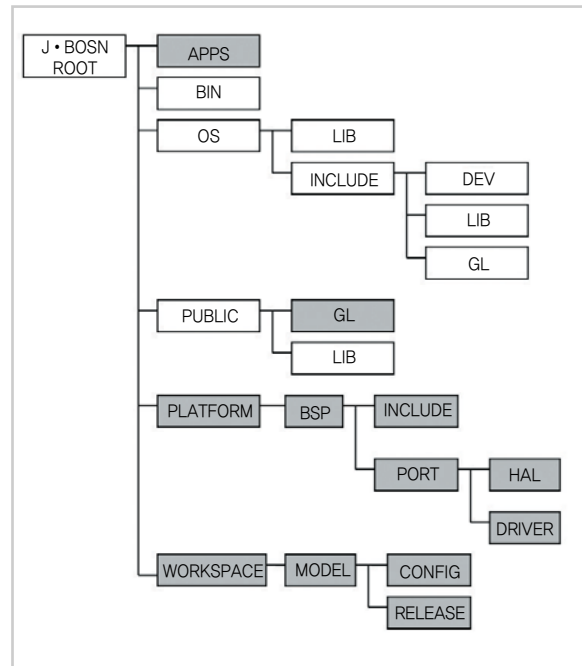 J • BOSN
ROOT
APPS
BIN
OS
LIB
INCLUDE
DEV
LIB
GL
PUBLIC
GL
LIB
PLATFORM
BSP
INCLUDE
PORT
HAL
DRIVER
WORKSPACE
MODEL
CONFIG
RELEASE